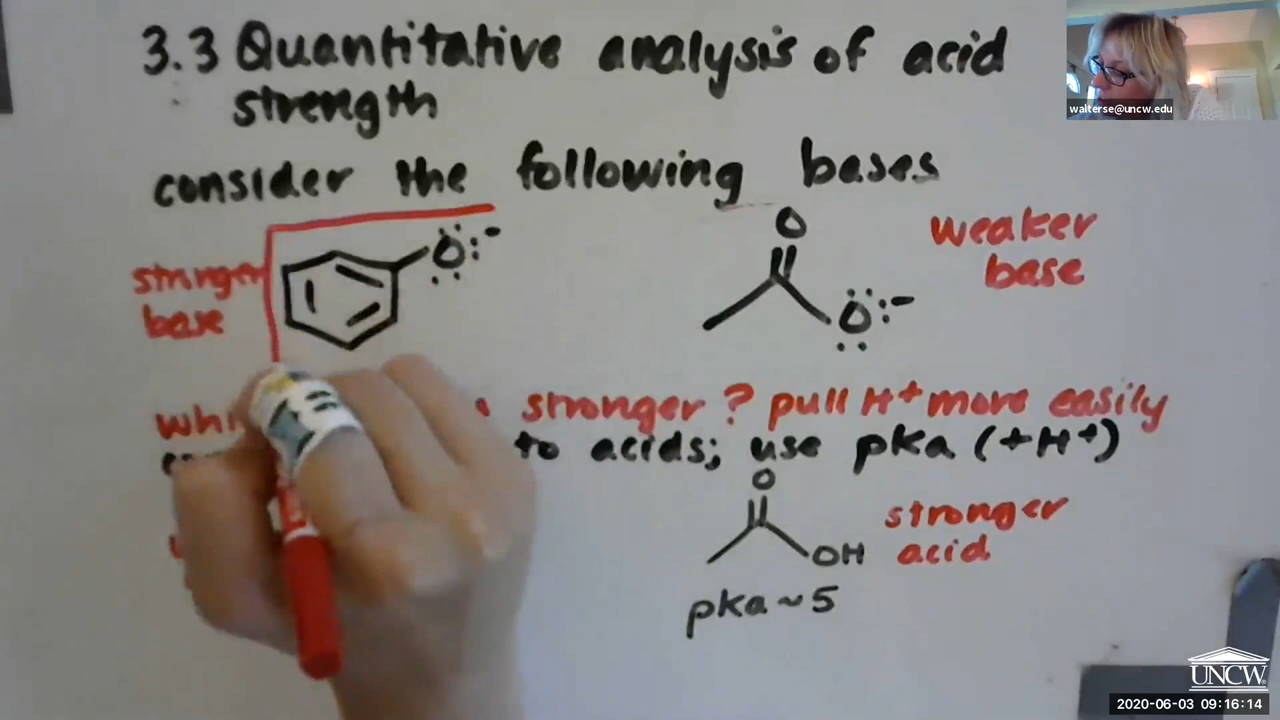 3.3 Quantitative analysis of acid
strength
walterse@uncw.edu
consider the following bases
stronger
base
O:-
O
O:-
weaker
base
stronger? pull H+ more easily
to acids; use pka (+H+)
O
OH
stronger
acid
pka~5
UNCW
2020-06-03 09:16:14